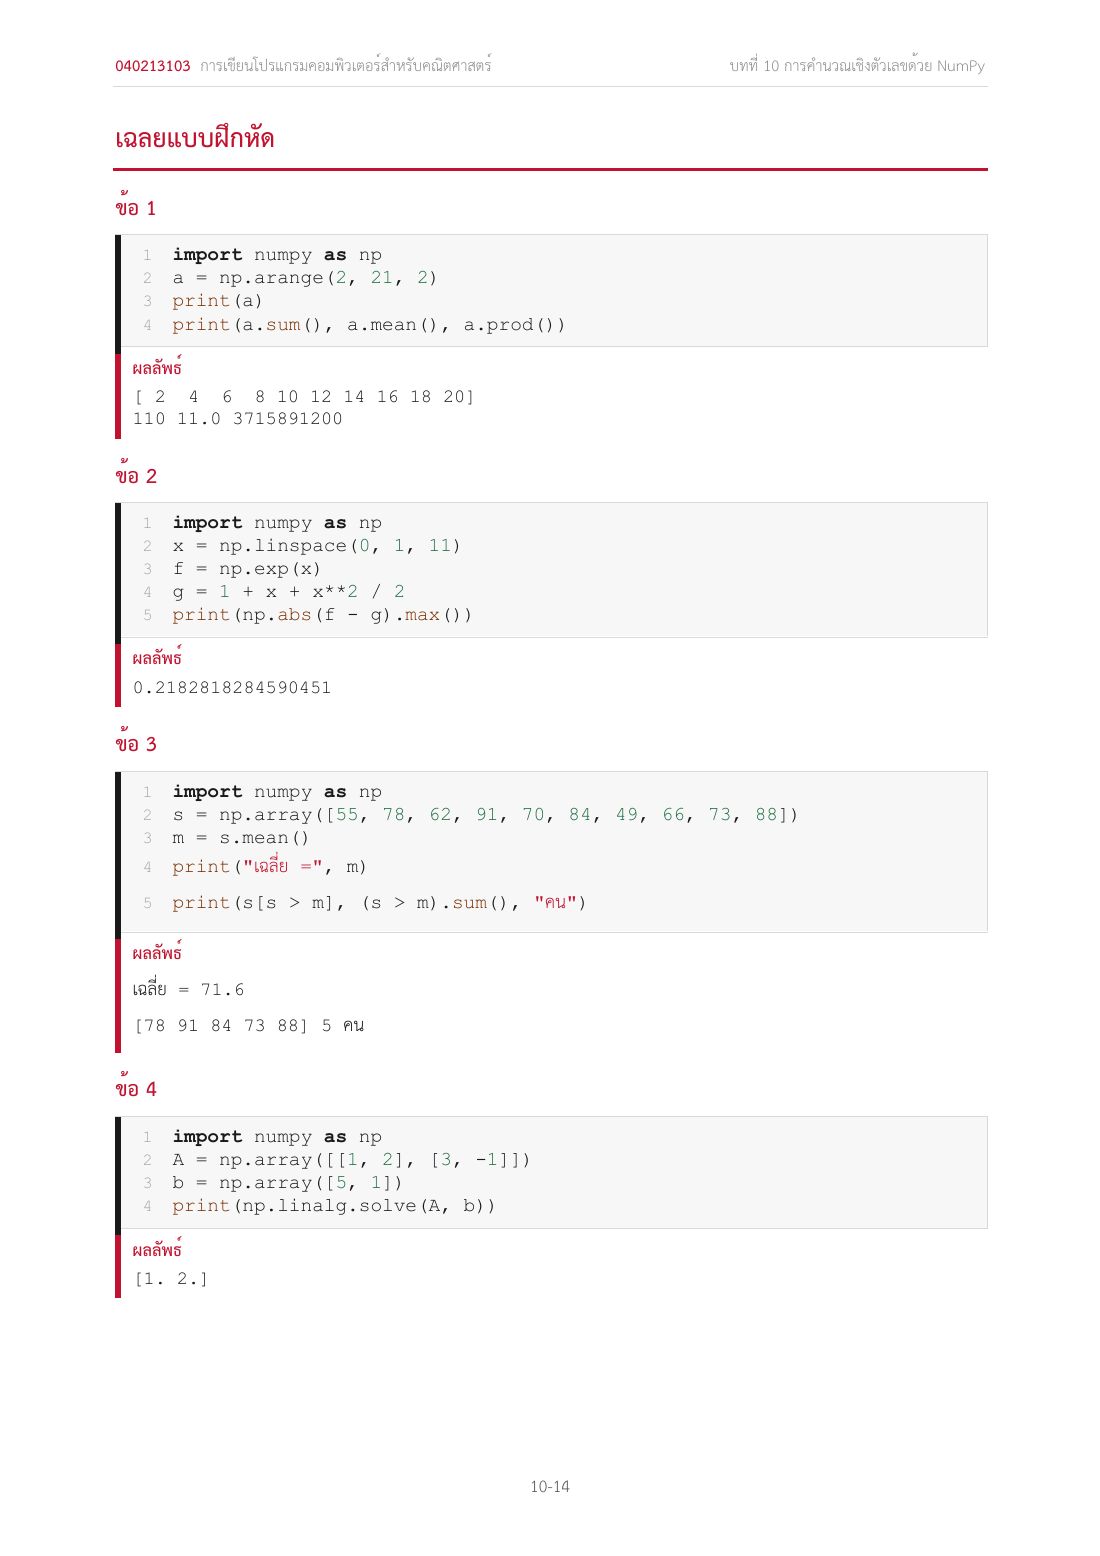 040213103 การเขียนโปรแกรมคอมพิวเตอร์สำหรับคณิตศาสตร์ บทที่ 10 การคำนวณเชิงตัวเลขด้วย NumPy
เฉลยแบบฝึกหัด
ข้อ 1
1 import numpy as np
2 a = np.arange(2, 21, 2)
3 print(a)
4 print(a.sum(), a.mean(), a.prod())
ผลลัพธ์
[ 2  4  6  8 10 12 14 16 18 20]
110 11.0 3715891200
ข้อ 2
1 import numpy as np
2 x = np.linspace(0, 1, 11)
3 f = np.exp(x)
4 g = 1 + x + x**2 / 2
5 print(np.abs(f - g).max())
ผลลัพธ์
0.2182818284590451
ข้อ 3
1 import numpy as np
2 s = np.array([55, 78, 62, 91, 70, 84, 49, 66, 73, 88])
3 m = s.mean()
4 print("เฉลี่ย =", m)
5 print(s[s > m], (s > m).sum(), "คน")
ผลลัพธ์
เฉลี่ย = 71.6
[78 91 84 73 88] 5 คน
ข้อ 4
1 import numpy as np
2 A = np.array([[1, 2], [3, -1]])
3 b = np.array([5, 1])
4 print(np.linalg.solve(A, b))
ผลลัพธ์
[1. 2.]
10-14